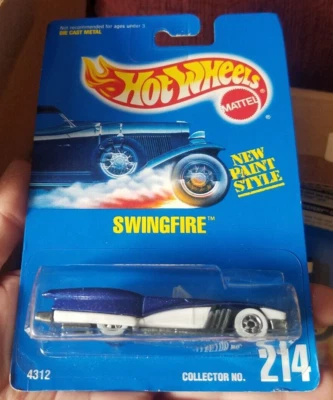 Not recommended for ages under 3
DIE CAST METAL
Hot Wheels
MATTEL
NEW
PAINT
STYLE
SWINGFIRE™
4312
COLLECTOR NO. 214